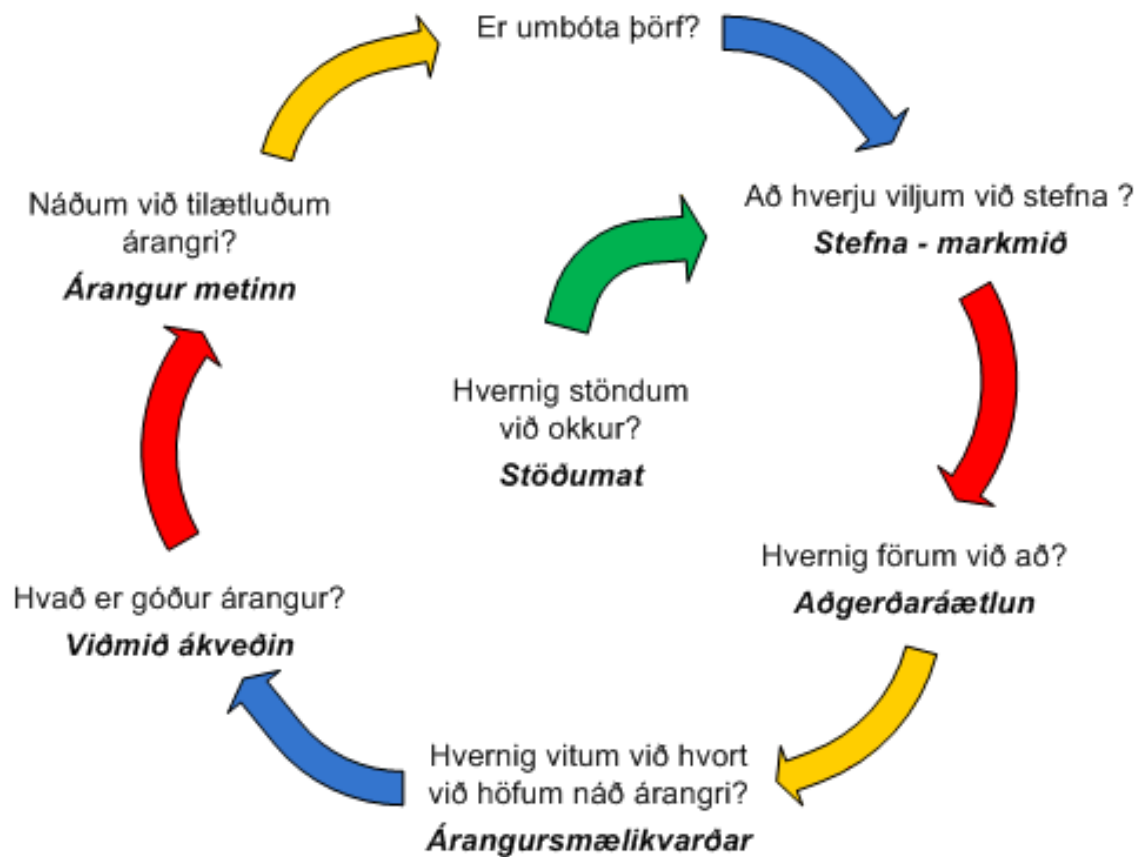 Er umbóta þörf?
Að hverju viljum við stefna ?
Stefna - markmið
Hvernig förum við að?
Aðgerðaráætlun
Hvernig vitum við hvort
við höfum náð árangri?
Árangursmælikvarðar
Hvað er góður árangur?
Viðmið ákveðin
Náðum við tilætluðum
árangri?
Árangur metinn
Hvernig stöndum
við okkur?
Stöðumat